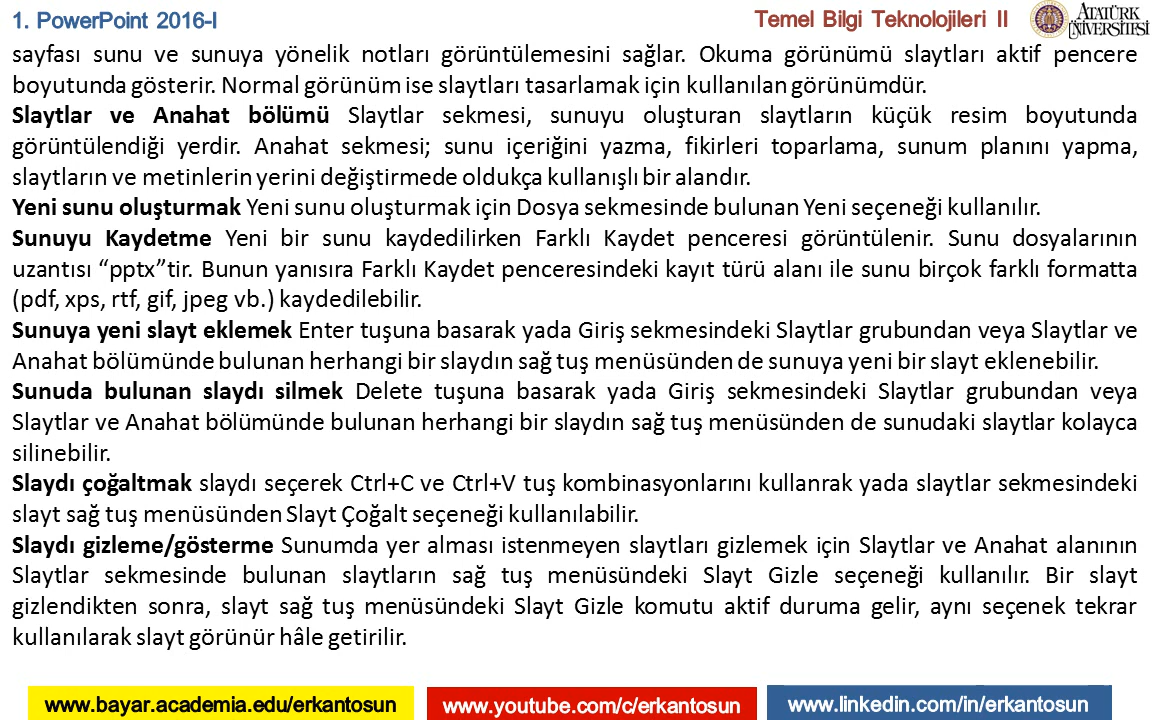 1. PowerPoint 2016-I
Temel Bilgi Teknolojileri II
ATATÜRK
ÜNİVERSİTESİ
sayfası sunu ve sunuya yönelik notları görüntülemesini sağlar. Okuma görünümü slaytları aktif pencere
boyutunda gösterir. Normal görünüm ise slaytları tasarlamak için kullanılan görünümdür.
Slaytlar ve Anahat bölümü Slaytlar sekmesi, sunuyu oluşturan slaytların küçük resim boyutunda
görüntülendiği yerdir. Anahat sekmesi; sunu içeriğini yazma, fikirleri toparlama, sunum planını yapma,
slaytların ve metinlerin yerini değiştirmede oldukça kullanışlı bir alandır.
Yeni sunu oluşturmak Yeni sunu oluşturmak için Dosya sekmesinde bulunan Yeni seçeneği kullanılır.
Sunuyu Kaydetme Yeni bir sunu kaydedilirken Farklı Kaydet penceresi görüntülenir. Sunu dosyalarının
uzantısı “pptx”tir. Bunun yanısıra Farklı Kaydet penceresindeki kayıt türü alanı ile sunu birçok farklı formatta
(pdf, xps, rtf, gif, jpeg vb.) kaydedilebilir.
Sunuya yeni slayt eklemek Enter tuşuna basarak yada Giriş sekmesindeki Slaytlar grubundan veya Slaytlar ve
Anahat bölümünde bulunan herhangi bir slaydın sağ tuş menüsünden de sunuya yeni bir slayt eklenebilir.
Sunuda bulunan slaydı silmek Delete tuşuna basarak yada Giriş sekmesindeki Slaytlar grubundan veya
Slaytlar ve Anahat bölümünde bulunan herhangi bir slaydın sağ tuş menüsünden de sunudaki slaytlar kolayca
silinebilir.
Slaydı çoğaltmak slaydı seçerek Ctrl+C ve Ctrl+V tuş kombinasyonlarını kullanrak yada slaytlar sekmesindeki
slayt sağ tuş menüsünden Slayt Çoğalt seçeneği kullanılabilir.
Slaydı gizleme/gösterme Sunumda yer alması istenmeyen slaytları gizlemek için Slaytlar ve Anahat alanının
Slaytlar sekmesinde bulunan slaytların sağ tuş menüsündeki Slayt Gizle seçeneği kullanılır. Bir slayt
gizlendikten sonra, slayt sağ tuş menüsündeki Slayt Gizle komutu aktif duruma gelir, aynı seçenek tekrar
kullanılarak slayt görünür hâle getirilir.
www.bayar.academia.edu/erkantosun
www.youtube.com/c/erkantosun
www.linkedin.com/in/erkantosun